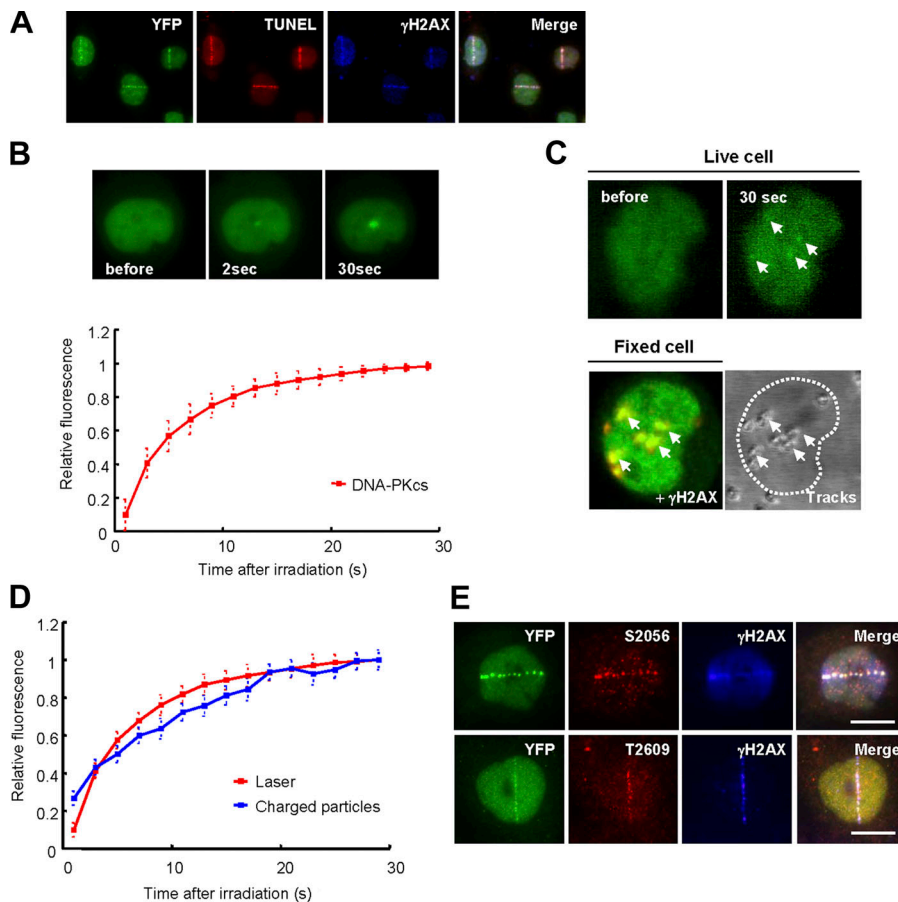 A
YFP TUNEL γH2AX Merge
B
before 2sec 30sec
1.2
1
0.8
0.6
0.4
0.2
0
Relative fluorescence
DNA-PKcs
0 10 20 30
Time after irradiation (s)
C
Live cell
before 30 sec
Fixed cell
+ γH2AX Tracks
D
1.2
1
0.8
0.6
0.4
0.2
0
Relative fluorescence
Laser
Charged particles
0 10 20 30
Time after irradiation (s)
E
YFP S2056 γH2AX Merge
YFP T2609 γH2AX Merge